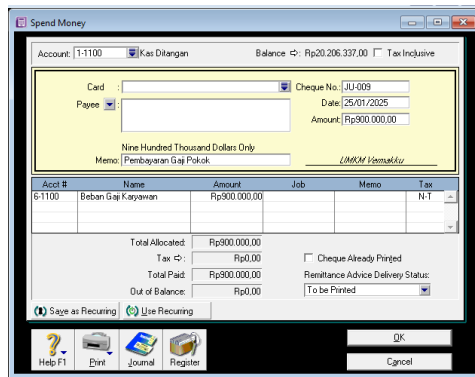 Spend Money
Account: 1-1100 Kas Ditangan Balance ⇨: Rp20.206.337,00 Tax Inclusive
Card : Cheque No.: JU-009
Payee : Date: 25/01/2025
Amount: Rp900.000,00
Nine Hundred Thousand Dollars Only
Memo: Pembayaran Gaji Pokok UMKM Vermakku
Acct # Name Amount Job Memo Tax
6-1100 Beban Gaji Karyawan Rp900.000,00 N-T
Total Allocated: Rp900.000,00
Tax ⇨: Rp0,00 Cheque Already Printed
Total Paid: Rp900.000,00 Remittance Advice Delivery Status:
Out of Balance: Rp0,00 To be Printed
Save as Recurring Use Recurring
Help F1 Print Journal Register
OK
Cancel